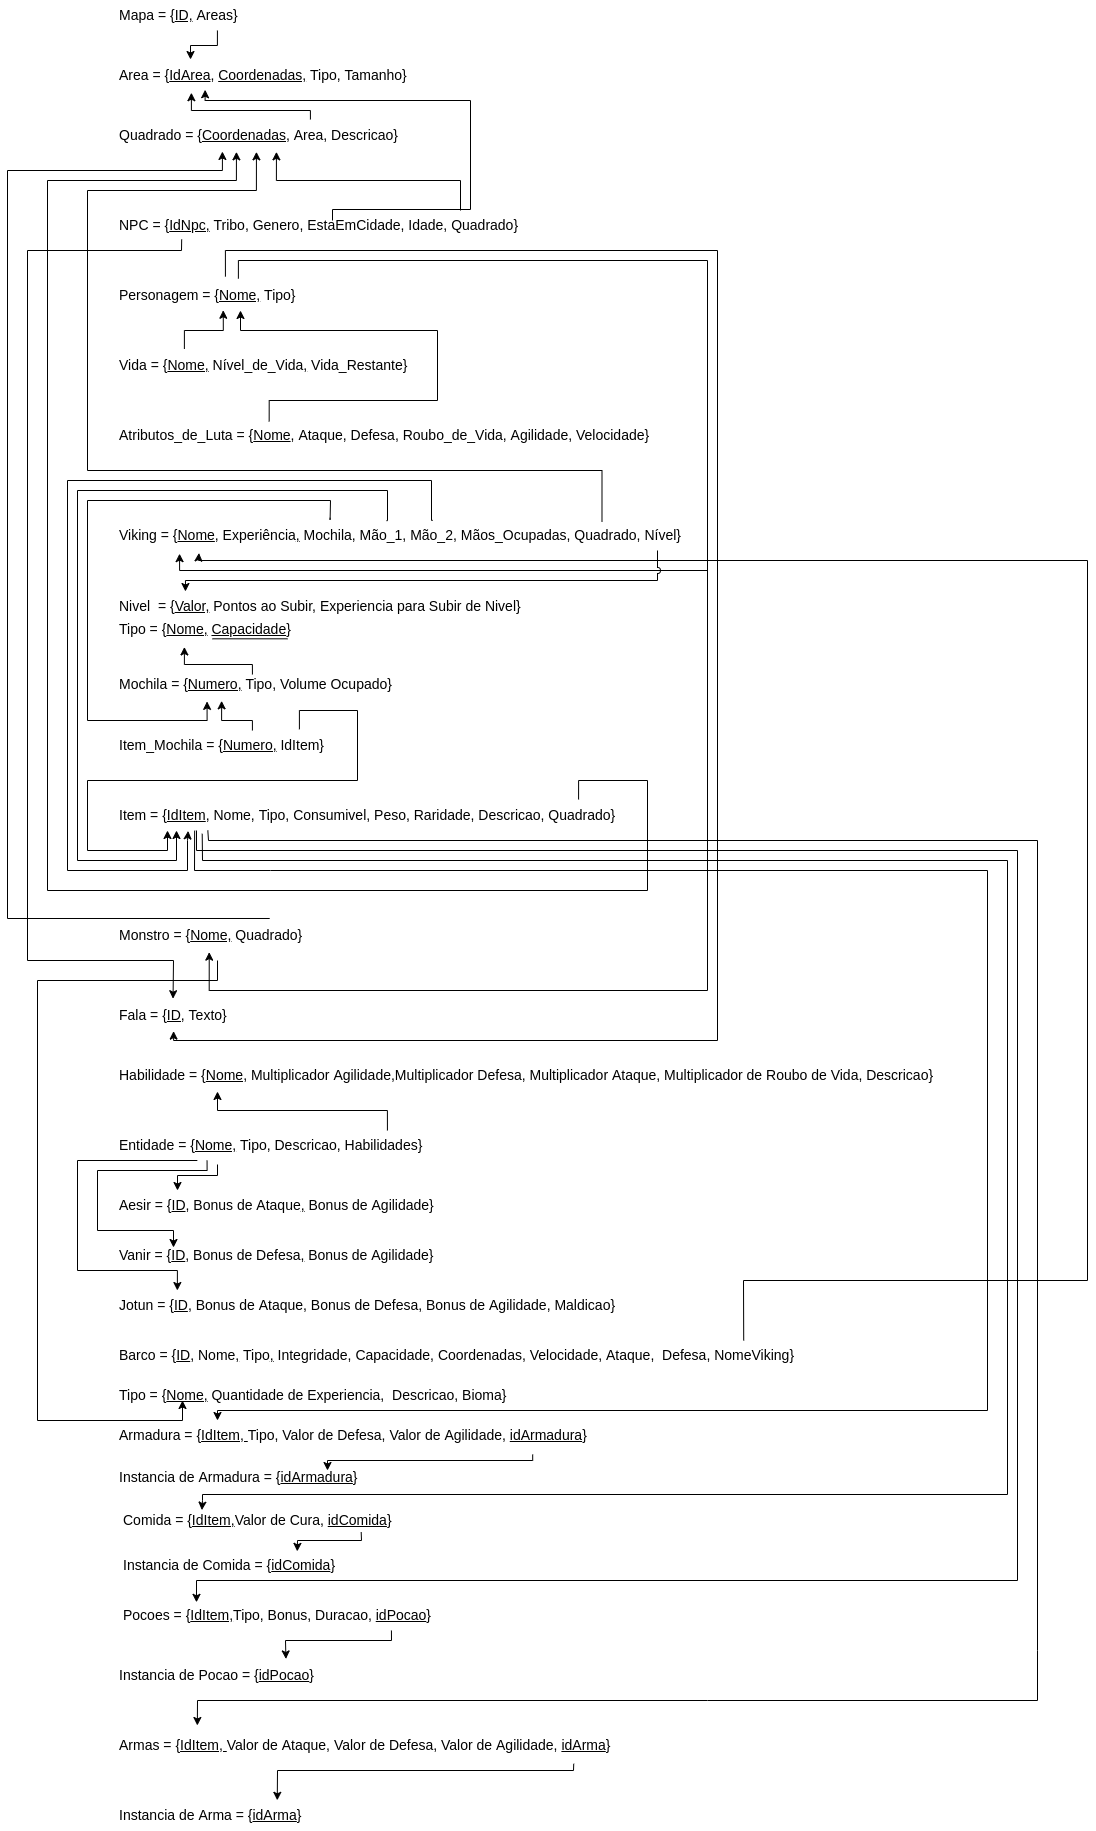 Mapa = {ID, Areas}
Area = {IdArea, Coordenadas, Tipo, Tamanho}
Quadrado = {Coordenadas, Area, Descricao}
NPC = {IdNpc, Tribo, Genero, EstaEmCidade, Idade, Quadrado}
Personagem = {Nome, Tipo}
Vida = {Nome, Nível_de_Vida, Vida_Restante}
Atributos_de_Luta = {Nome, Ataque, Defesa, Roubo_de_Vida, Agilidade, Velocidade}
Viking = {Nome, Experiência, Mochila, Mão_1, Mão_2, Mãos_Ocupadas, Quadrado, Nível}
Nivel = {Valor, Pontos ao Subir, Experiencia para Subir de Nivel}
Tipo = {Nome, Capacidade}
Mochila = {Numero, Tipo, Volume Ocupado}
Item_Mochila = {Numero, IdItem}
Item = {IdItem, Nome, Tipo, Consumivel, Peso, Raridade, Descricao, Quadrado}
Monstro = {Nome, Quadrado}
Fala = {ID, Texto}
Habilidade = {Nome, Multiplicador Agilidade,Multiplicador Defesa, Multiplicador Ataque, Multiplicador de Roubo de Vida, Descricao}
Entidade = {Nome, Tipo, Descricao, Habilidades}
Aesir = {ID, Bonus de Ataque, Bonus de Agilidade}
Vanir = {ID, Bonus de Defesa, Bonus de Agilidade}
Jotun = {ID, Bonus de Ataque, Bonus de Defesa, Bonus de Agilidade, Maldicao}
Barco = {ID, Nome, Tipo, Integridade, Capacidade, Coordenadas, Velocidade, Ataque, Defesa, NomeViking}
Tipo = {Nome, Quantidade de Experiencia, Descricao, Bioma}
Armadura = {IdItem, Tipo, Valor de Defesa, Valor de Agilidade, idArmadura}
Instancia de Armadura = {idArmadura}
Comida = {IdItem,Valor de Cura, idComida}
Instancia de Comida = {idComida}
Pocoes = {IdItem,Tipo, Bonus, Duracao, idPocao}
Instancia de Pocao = {idPocao}
Armas = {IdItem, Valor de Ataque, Valor de Defesa, Valor de Agilidade, idArma}
Instancia de Arma = {idArma}